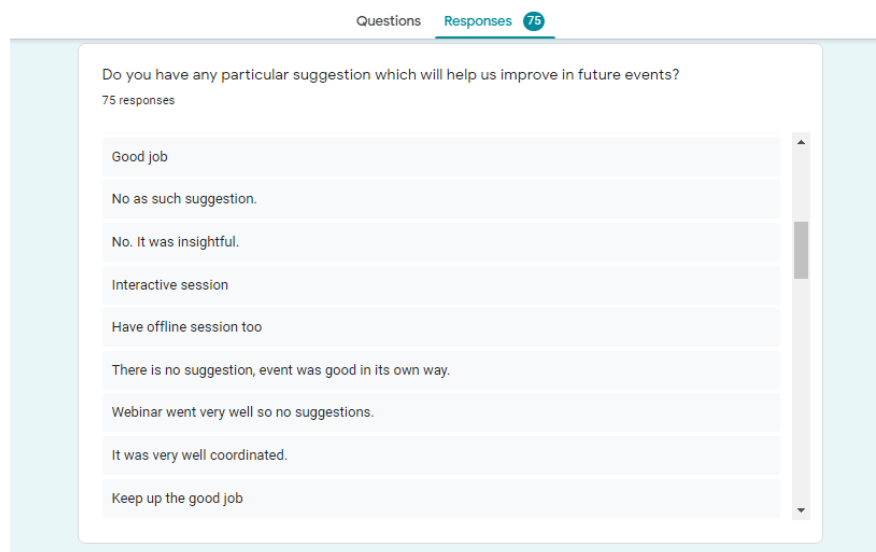 Questions Responses 75
Do you have any particular suggestion which will help us improve in future events?
75 responses
Good job
No as such suggestion.
No. It was insightful.
Interactive session
Have offline session too
There is no suggestion, event was good in its own way.
Webinar went very well so no suggestions.
It was very well coordinated.
Keep up the good job